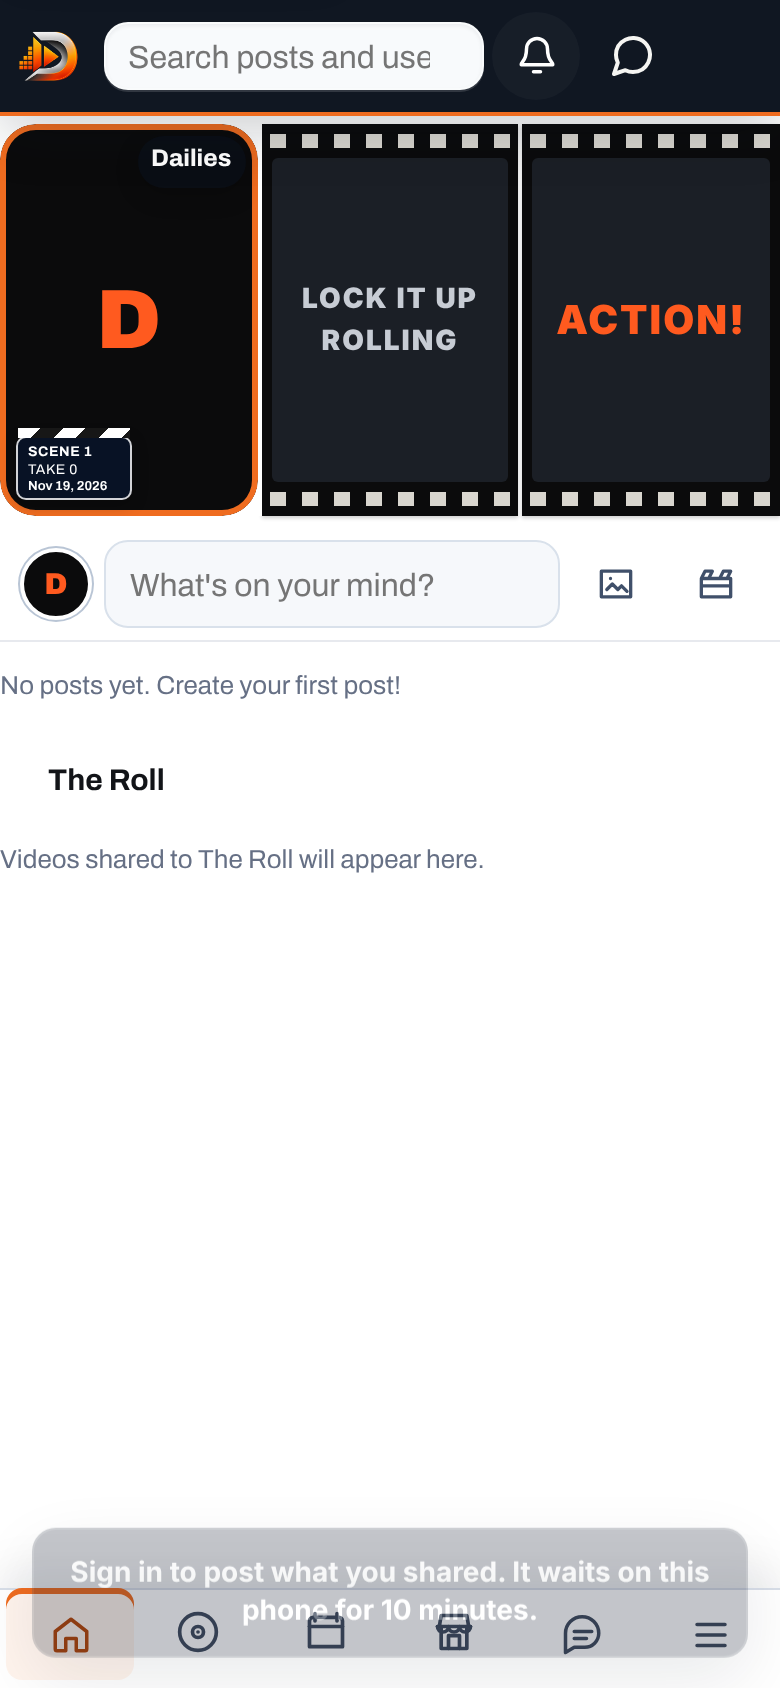 Search posts and use
Dailies
D
SCENE 1
TAKE 0
Nov 19, 2026
LOCK IT UP
ROLLING
ACTION!
D
What's on your mind?
No posts yet. Create your first post!
The Roll
Videos shared to The Roll will appear here.
Sign in to post what you shared. It waits on this
phone for 10 minutes.